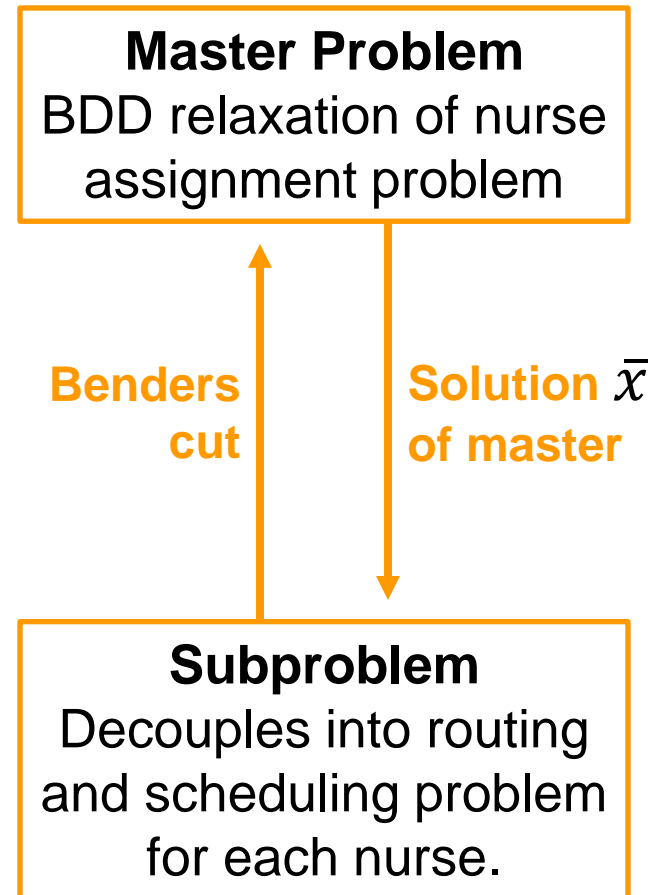 Master Problem
BDD relaxation of nurse
assignment problem
Benders
cut
Solution x̄
of master
Subproblem
Decouples into routing
and scheduling problem
for each nurse.